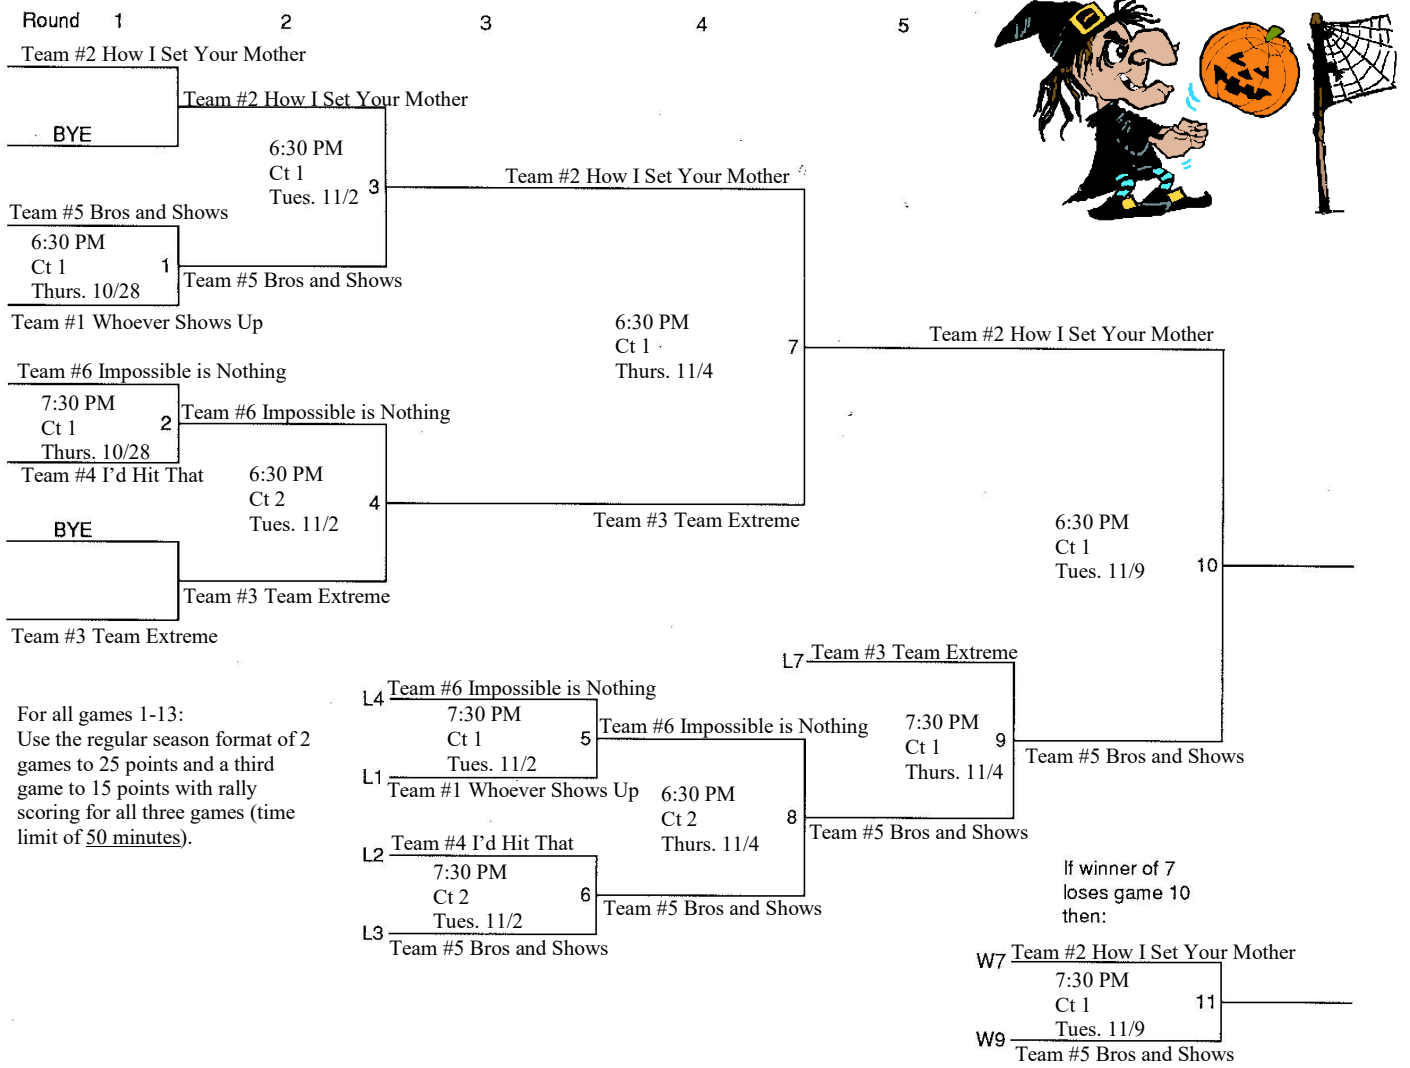 Round 1 2 3 4 5
Team #2 How I Set Your Mother
Team #2 How I Set Your Mother
BYE
6:30 PM
Ct 1
Tues. 11/2
3
Team #2 How I Set Your Mother
Team #5 Bros and Shows
6:30 PM
Ct 1
Thurs. 10/28
1
Team #5 Bros and Shows
Team #1 Whoever Shows Up
6:30 PM
Ct 1
Thurs. 11/4
7
Team #2 How I Set Your Mother
Team #6 Impossible is Nothing
7:30 PM
Ct 1
Thurs. 10/28
2
Team #6 Impossible is Nothing
Team #4 I'd Hit That
6:30 PM
Ct 2
Tues. 11/2
4
Team #3 Team Extreme
BYE
Team #3 Team Extreme
Team #3 Team Extreme
6:30 PM
Ct 1
Tues. 11/9
10
For all games 1-13:
Use the regular season format of 2
games to 25 points and a third
game to 15 points with rally
scoring for all three games (time
limit of 50 minutes).
L4 Team #6 Impossible is Nothing
7:30 PM
Ct 1
Tues. 11/2
5
Team #6 Impossible is Nothing
L1
Team #1 Whoever Shows Up
6:30 PM
Ct 2
Thurs. 11/4
8
L2 Team #4 I'd Hit That
7:30 PM
Ct 2
Tues. 11/2
6
Team #5 Bros and Shows
L3
Team #5 Bros and Shows
L7 Team #3 Team Extreme
7:30 PM
Ct 1
Thurs. 11/4
9
Team #5 Bros and Shows
Team #5 Bros and Shows
If winner of 7
loses game 10
then:
W7 Team #2 How I Set Your Mother
7:30 PM
Ct 1
Tues. 11/9
11
W9
Team #5 Bros and Shows